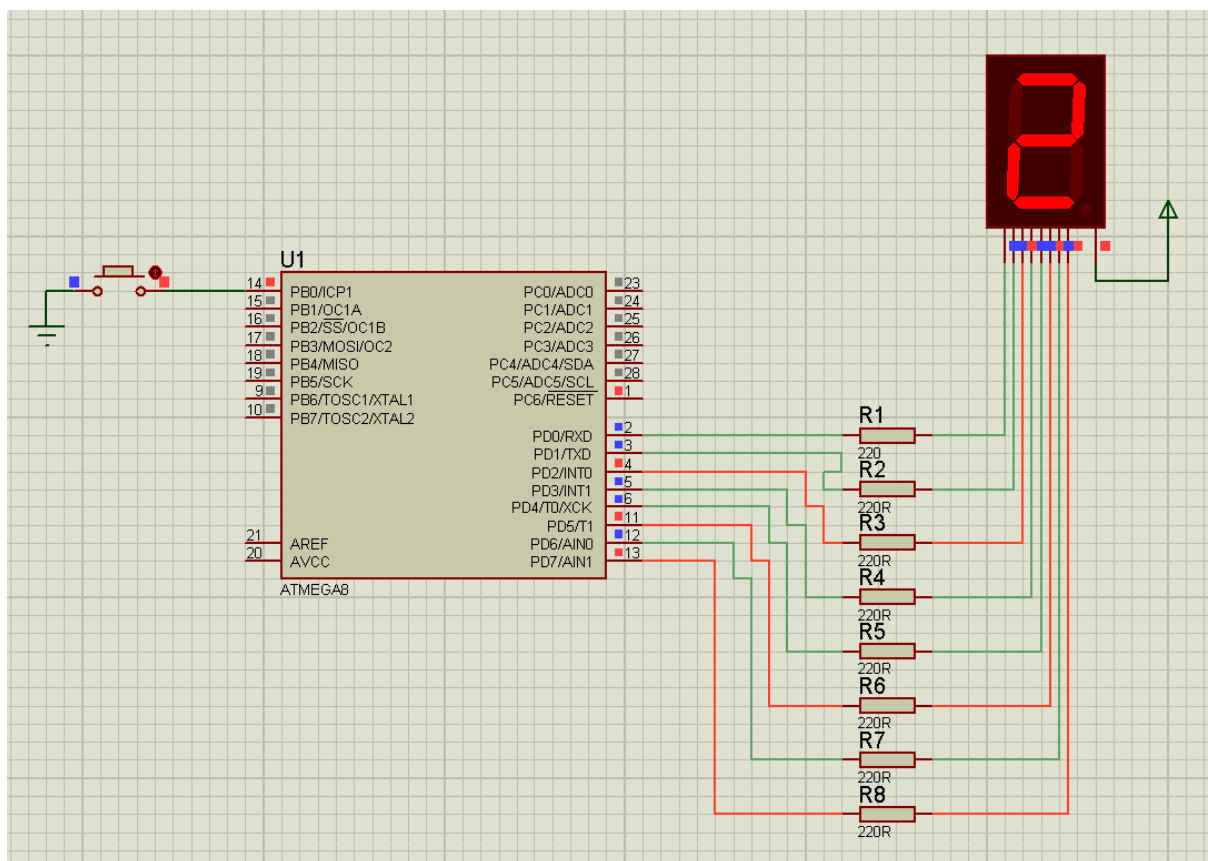 2
U1
14 PB0/ICP1 PC0/ADC0 23
15 PB1/OC1A PC1/ADC1 24
16 PB2/SS/OC1B PC2/ADC2 25
17 PB3/MOSI/OC2 PC3/ADC3 26
18 PB4/MISO PC4/ADC4/SDA 27
19 PB5/SCK PC5/ADC5/SCL 28
9 PB6/TOSC1/XTAL1 PC6/RESET 1
10 PB7/TOSC2/XTAL2
PD0/RXD 2
PD1/TXD 3
PD2/INT0 4
PD3/INT1 5
PD4/T0/XCK 6
PD5/T1 11
21 AREF PD6/AIN0 12
20 AVCC PD7/AIN1 13
ATMEGA8
R1
220
R2
220R
R3
220R
R4
220R
R5
220R
R6
220R
R7
220R
R8
220R